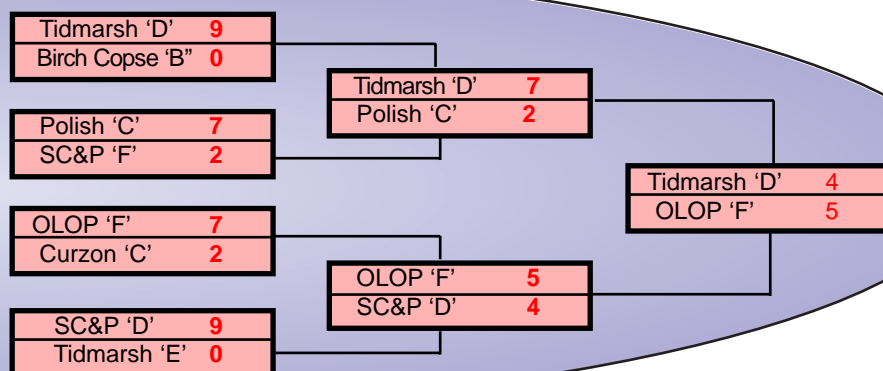 Tidmarsh ‘D’ 9
Birch Copse ‘B” 0
Polish ‘C’ 7
SC&P ‘F’ 2
OLOP ‘F’ 7
Curzon ‘C’ 2
SC&P ‘D’ 9
Tidmarsh ‘E’ 0
Tidmarsh ‘D’ 7
Polish ‘C’ 2
OLOP ‘F’ 5
SC&P ‘D’ 4
Tidmarsh ‘D’ 4
OLOP ‘F’ 5